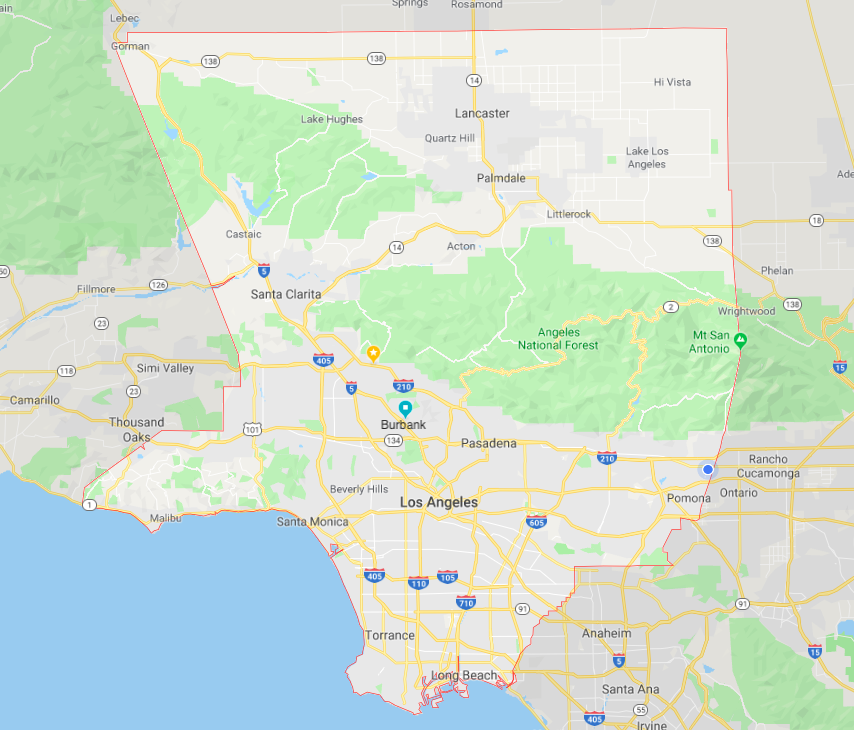 Springs
Rosamond
ain
Lebec
Gorman
138
138
14
Hi Vista
Lake Hughes
Lancaster
Quartz Hill
Lake Los
Angeles
Ade
Palmdale
Littlerock
18
Castaic
14
Acton
138
5
50
126
Fillmore
Santa Clarita
Phelan
2
138
Wrightwood
23
Angeles
National Forest
Mt San
Antonio
405
118
Simi Valley
15
5
210
23
Camarillo
Thousand
Oaks
101
Burbank
134
Pasadena
210
Rancho
Cucamonga
Beverly Hills
Pomona
Ontario
Los Angeles
1
Malibu
Santa Monica
605
405
110
105
710
91
91
Torrance
Anaheim
15
5
Long Beach
Santa Ana
55
405
Irvine